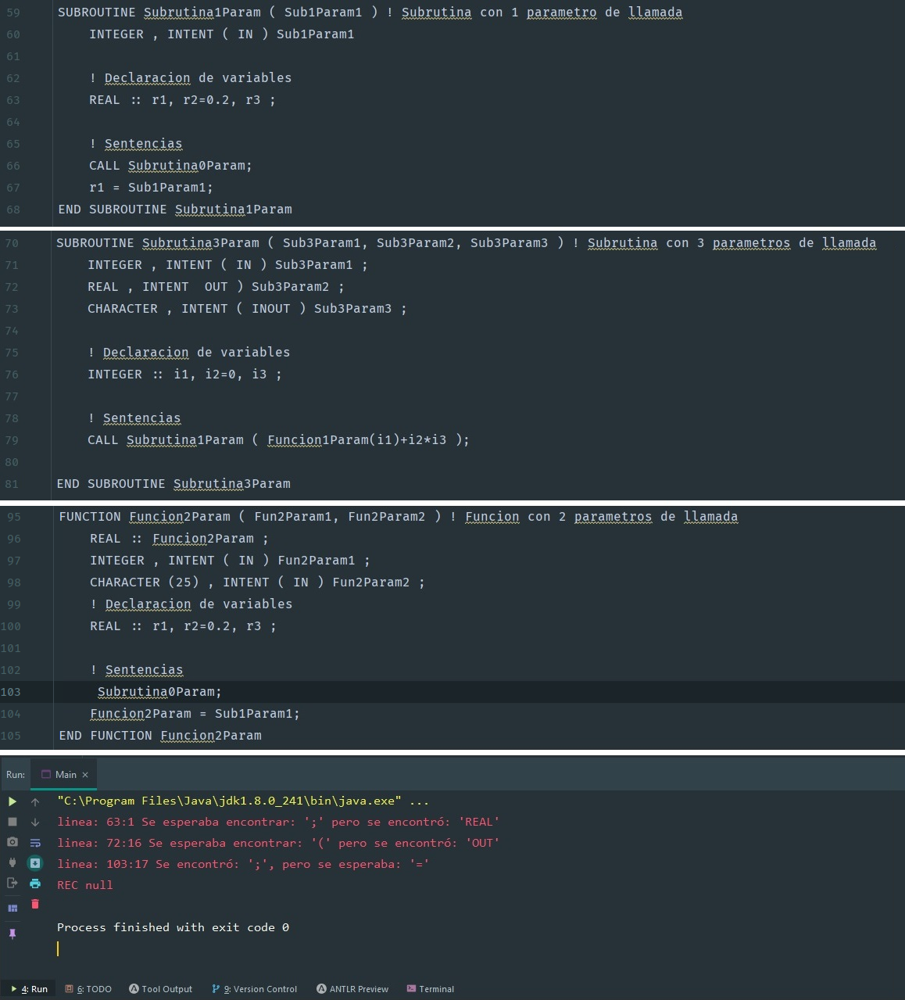 59 SUBROUTINE Subrutina1Param ( Sub1Param1 ) ! Subrutina con 1 parametro de llamada
60 INTEGER , INTENT ( IN ) Sub1Param1
61
62 ! Declaracion de variables
63 REAL :: r1, r2=0.2, r3 ;
64
65 ! Sentencias
66 CALL Subrutina0Param;
67 r1 = Sub1Param1;
68 END SUBROUTINE Subrutina1Param
70 SUBROUTINE Subrutina3Param ( Sub3Param1, Sub3Param2, Sub3Param3 ) ! Subrutina con 3 parametros de llamada
71 INTEGER , INTENT ( IN ) Sub3Param1 ;
72 REAL , INTENT  OUT ) Sub3Param2 ;
73 CHARACTER , INTENT ( INOUT ) Sub3Param3 ;
74
75 ! Declaracion de variables
76 INTEGER :: i1, i2=0, i3 ;
77
78 ! Sentencias
79 CALL Subrutina1Param ( Funcion1Param(i1)+i2*i3 );
80
81 END SUBROUTINE Subrutina3Param
95 FUNCTION Funcion2Param ( Fun2Param1, Fun2Param2 ) ! Funcion con 2 parametros de llamada
96 REAL :: Funcion2Param ;
97 INTEGER , INTENT ( IN ) Fun2Param1 ;
98 CHARACTER (25) , INTENT ( IN ) Fun2Param2 ;
99 ! Declaracion de variables
100 REAL :: r1, r2=0.2, r3 ;
101
102 ! Sentencias
103 Subrutina0Param;
104 Funcion2Param = Sub1Param1;
105 END FUNCTION Funcion2Param
Run: Main ×
"C:\Program Files\Java\jdk1.8.0_241\bin\java.exe" ...
linea: 63:1 Se esperaba encontrar: ';' pero se encontró: 'REAL'
linea: 72:16 Se esperaba encontrar: '(' pero se encontró: 'OUT'
linea: 103:17 Se encontró: ';', pero se esperaba: '='
REC null
Process finished with exit code 0
4: Run 6: TODO Tool Output 9: Version Control ANTLR Preview Terminal